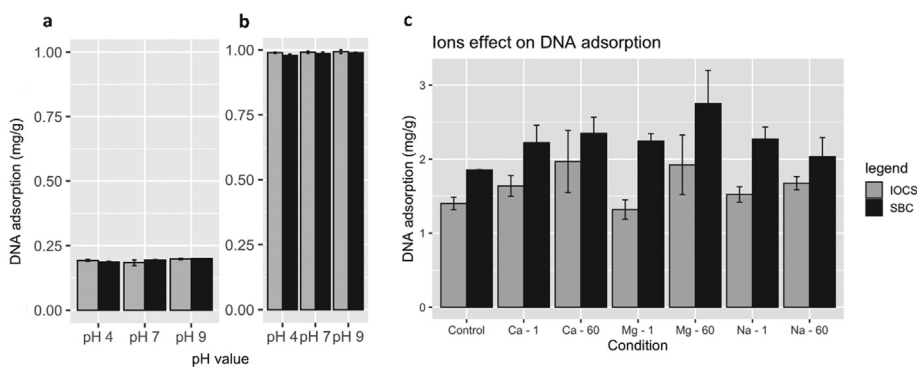 a
b
c
Ions effect on DNA adsorption
DNA adsorption (mg/g)
1.00
0.75
0.50
0.25
0.00
pH 4 pH 7 pH 9
1.00
0.75
0.50
0.25
0.00
pH 4 pH 7 pH 9
pH value
DNA adsorption (mg/g)
3
2
1
0
Control Ca - 1 Ca - 60 Mg - 1 Mg - 60 Na - 1 Na - 60
Condition
legend
IOCS
SBC